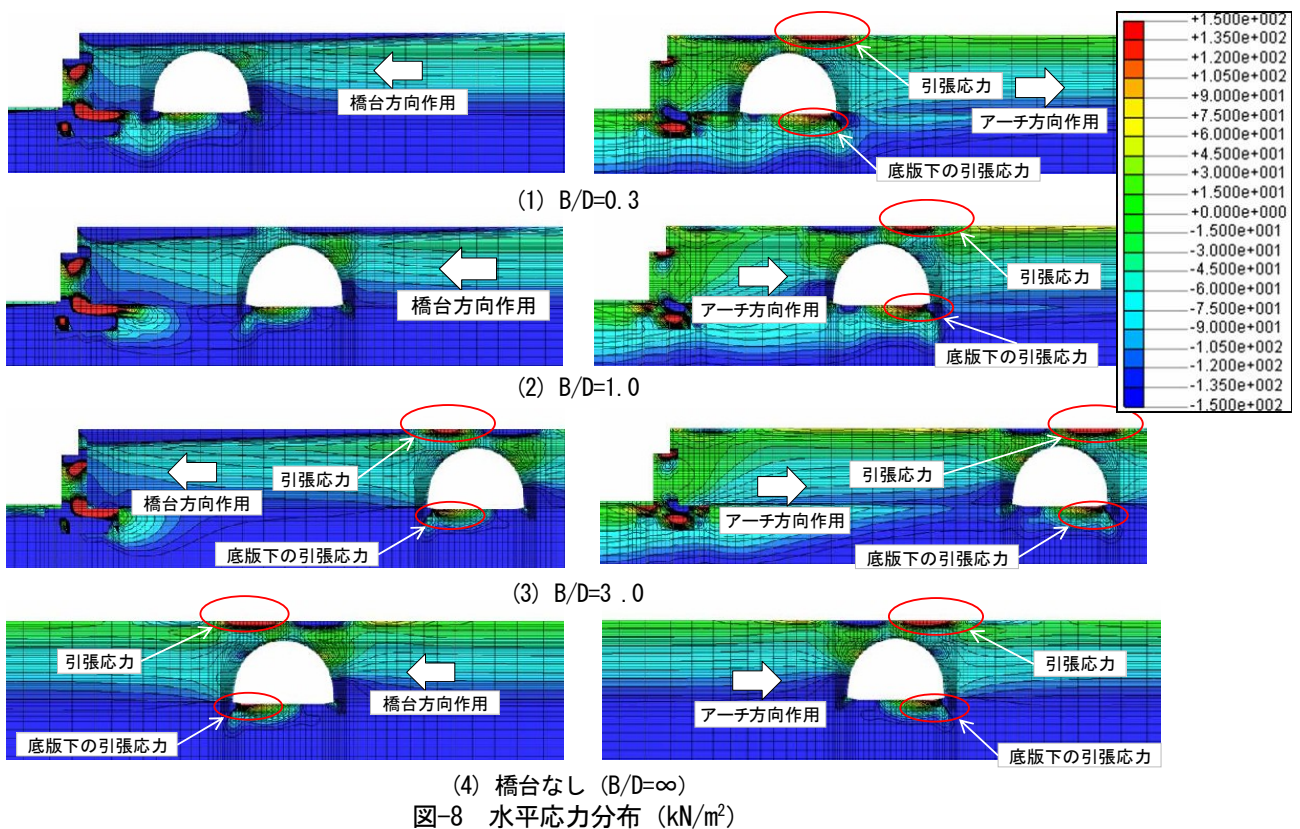 橋台方向作用
引張応力
アーチ方向作用
底版下の引張応力
(1) B/D=0.3
橋台方向作用
アーチ方向作用
引張応力
底版下の引張応力
(2) B/D=1.0
引張応力
橋台方向作用
底版下の引張応力
引張応力
アーチ方向作用
底版下の引張応力
(3) B/D=3 .0
引張応力
橋台方向作用
底版下の引張応力
引張応力
アーチ方向作用
底版下の引張応力
(4) 橋台なし (B/D=∞)
図-8 水平応力分布 (kN/m²)
+1.500e+002
+1.350e+002
+1.200e+002
+1.050e+002
+9.000e+001
+7.500e+001
+6.000e+001
+4.500e+001
+3.000e+001
+1.500e+001
+0.000e+000
-1.500e+001
-3.000e+001
-4.500e+001
-6.000e+001
-7.500e+001
-9.000e+001
-1.050e+002
-1.200e+002
-1.350e+002
-1.500e+002